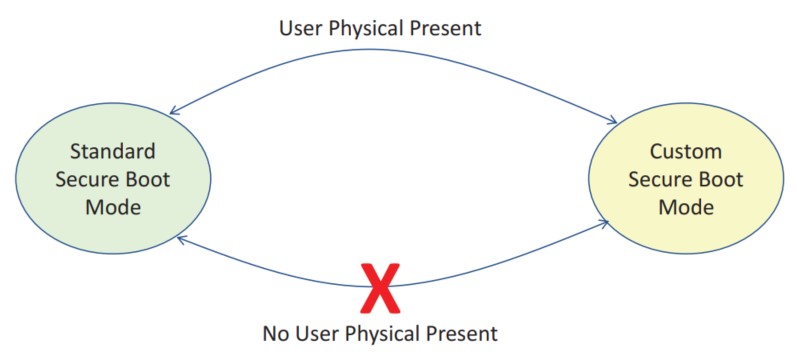 User Physical Present
Standard
Secure Boot
Mode
Custom
Secure Boot
Mode
X
No User Physical Present